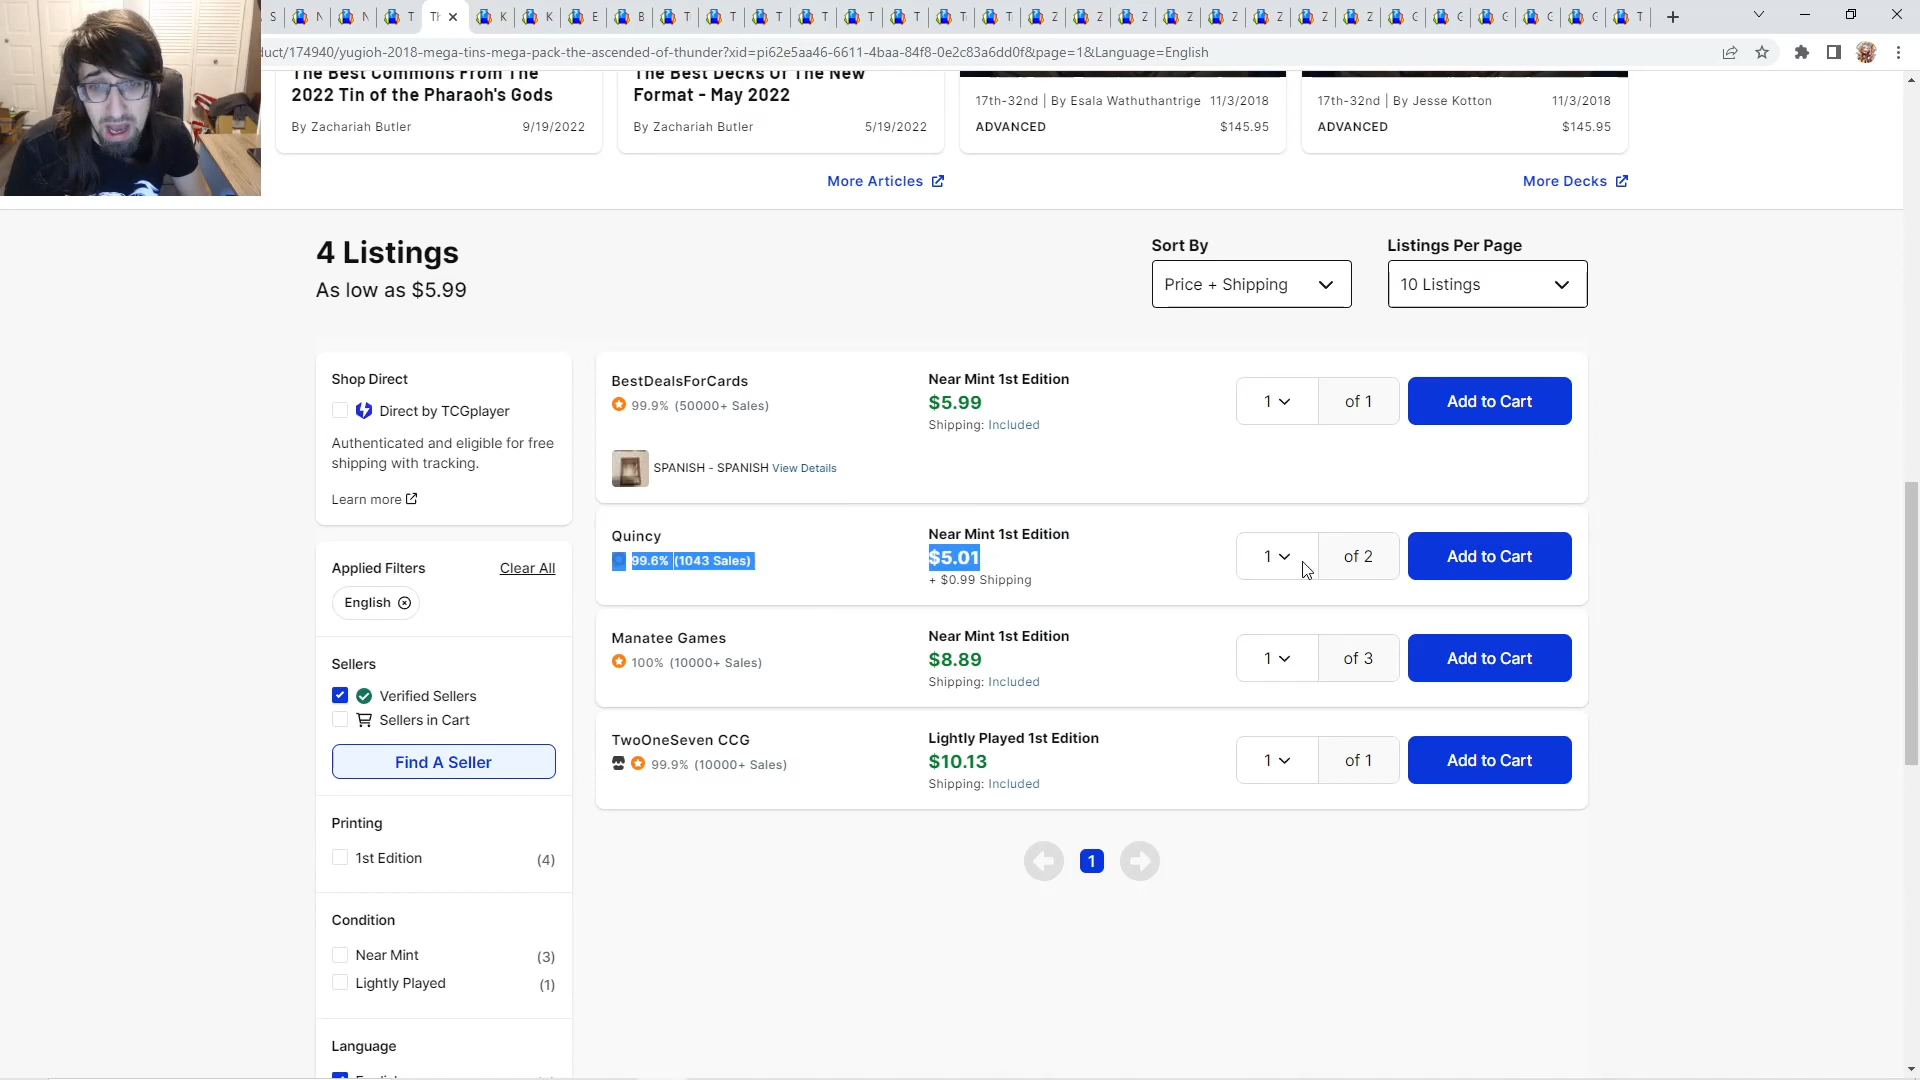 duct/174940/yugioh-2018-mega-tins-mega-pack-the-ascended-of-thunder?xid=pi62e5aa46-6611-4baa-84f8-0e2c83a6dd0f&page=1&Language=English
The Best Commons From The
2022 Tin of the Pharaoh's Gods
By Zachariah Butler 9/19/2022
The Best Decks Of The New
Format - May 2022
By Zachariah Butler 5/19/2022
17th-32nd | By Esala Wathuthantrige 11/3/2018
ADVANCED $145.95
17th-32nd | By Jesse Kotton 11/3/2018
ADVANCED $145.95
More Articles
More Decks
4 Listings
As low as $5.99
Sort By
Price + Shipping
Listings Per Page
10 Listings
Shop Direct
Direct by TCGplayer
Authenticated and eligible for free
shipping with tracking.
Learn more
Applied Filters Clear All
English
Sellers
Verified Sellers
Sellers in Cart
Find A Seller
Printing
1st Edition (4)
Condition
Near Mint (3)
Lightly Played (1)
Language
BestDealsForCards
99.9% (50000+ Sales)
Near Mint 1st Edition
$5.99
Shipping: Included
1 of 1 Add to Cart
SPANISH - SPANISH View Details
Quincy
99.6% (1043 Sales)
Near Mint 1st Edition
$5.01
+ $0.99 Shipping
1 of 2 Add to Cart
Manatee Games
100% (10000+ Sales)
Near Mint 1st Edition
$8.89
Shipping: Included
1 of 3 Add to Cart
TwoOneSeven CCG
99.9% (10000+ Sales)
Lightly Played 1st Edition
$10.13
Shipping: Included
1 of 1 Add to Cart
1